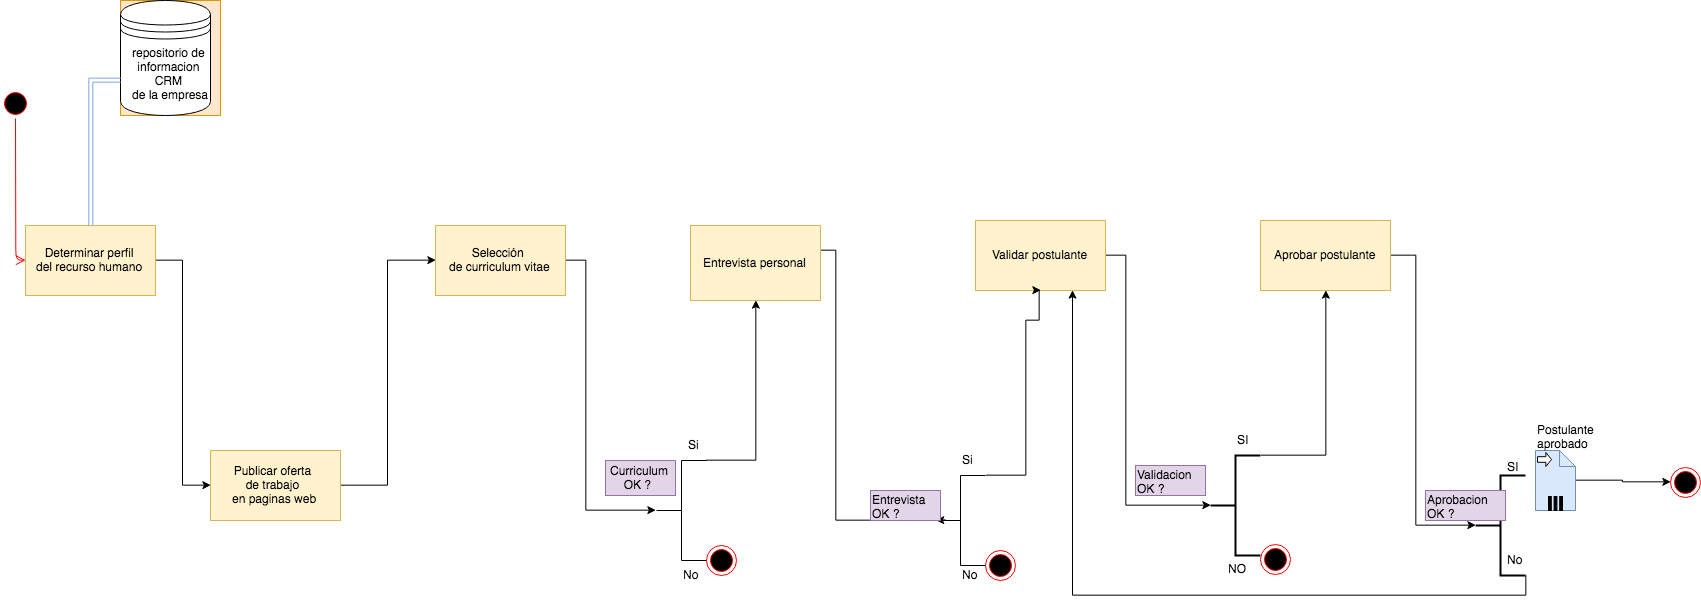 repositorio de
informacion
CRM
de la empresa
Determinar perfil
del recurso humano
Selección
de curriculum vitae
Entrevista personal
Validar postulante
Aprobar postulante
Publicar oferta
de trabajo
en paginas web
Curriculum
OK ?
Si
No
Entrevista
OK ?
Si
No
Validacion
OK ?
SI
NO
Aprobacion
OK ?
SI
No
Postulante
aprobado